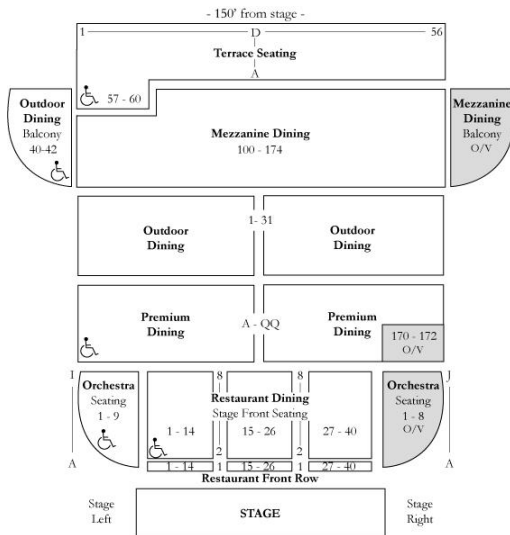 - 150' from stage -
1 D 56
Terrace Seating
A
57 - 60
Outdoor
Dining
Balcony
40-42
Mezzanine Dining
100 - 174
Mezzanine
Dining
Balcony
O/V
Outdoor
Dining
1- 31
Outdoor
Dining
Premium
Dining
A - QQ
Premium
Dining
170 - 172
O/V
I
Orchestra
Seating
1 - 9
A
8 8
Restaurant Dining
Stage Front Seating
1 - 14 15 - 26 27 - 40
2 2
1 - 14 1 15 - 26 1 27 - 40
Restaurant Front Row
J
Orchestra
Seating
1 - 8
O/V
A
Stage
Left
STAGE
Stage
Right